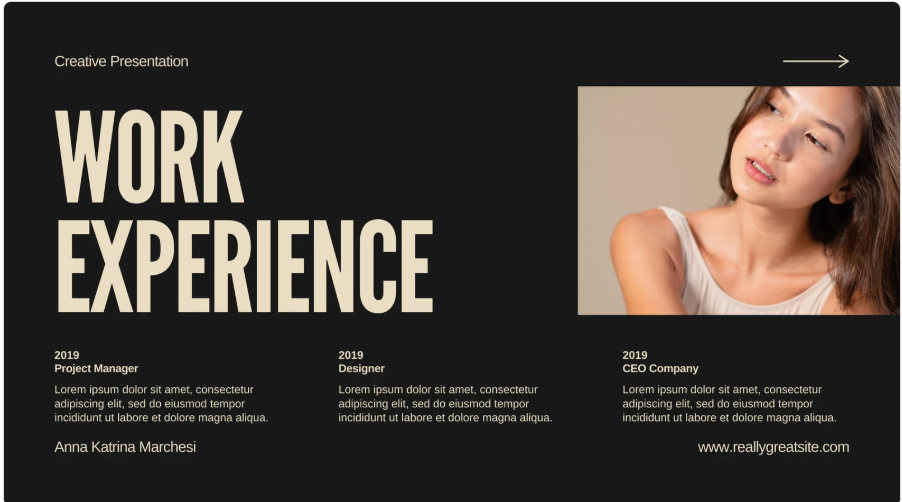 Creative Presentation
WORK
EXPERIENCE
2019
Project Manager
Lorem ipsum dolor sit amet, consectetur
adipiscing elit, sed do eiusmod tempor
incididunt ut labore et dolore magna aliqua.
2019
Designer
Lorem ipsum dolor sit amet, consectetur
adipiscing elit, sed do eiusmod tempor
incididunt ut labore et dolore magna aliqua.
2019
CEO Company
Lorem ipsum dolor sit amet, consectetur
adipiscing elit, sed do eiusmod tempor
incididunt ut labore et dolore magna aliqua.
Anna Katrina Marchesi
www.reallygreatsite.com